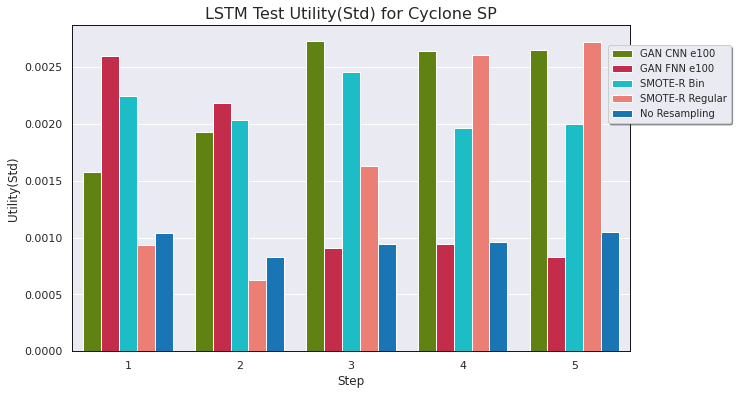 LSTM Test Utility(Std) for Cyclone SP
GAN CNN e100
GAN FNN e100
SMOTE-R Bin
SMOTE-R Regular
No Resampling
Utility(Std)
0.0025
0.0020
0.0015
0.0010
0.0005
0.0000
1 2 3 4 5
Step